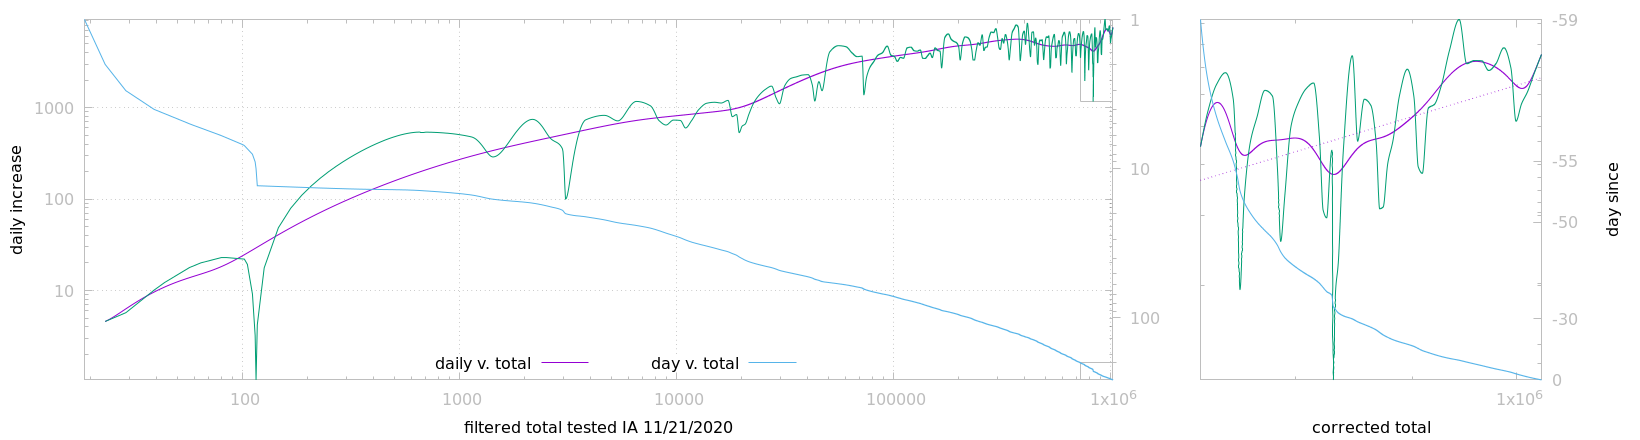 daily increase
1000
100
10
100
1000
10000
100000
1x10^6
1
10
100
daily v. total
day v. total
filtered total tested IA 11/21/2020
-59
-55
-50
-30
0
day since
1x10^6
corrected total